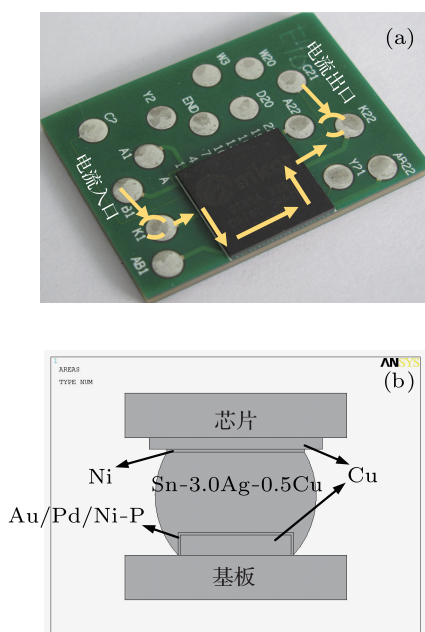 (a)
W3
W20
C21
电流出口
Y2
END
D20
A22
K22
C2
A1
电流入口
A
B1
K1
AB1
Y21
AB22
1
AREAS
TYPE NUM
ANSYS
(b)
芯片
Ni
Sn-3.0Ag-0.5Cu
Cu
Au/Pd/Ni-P
基板